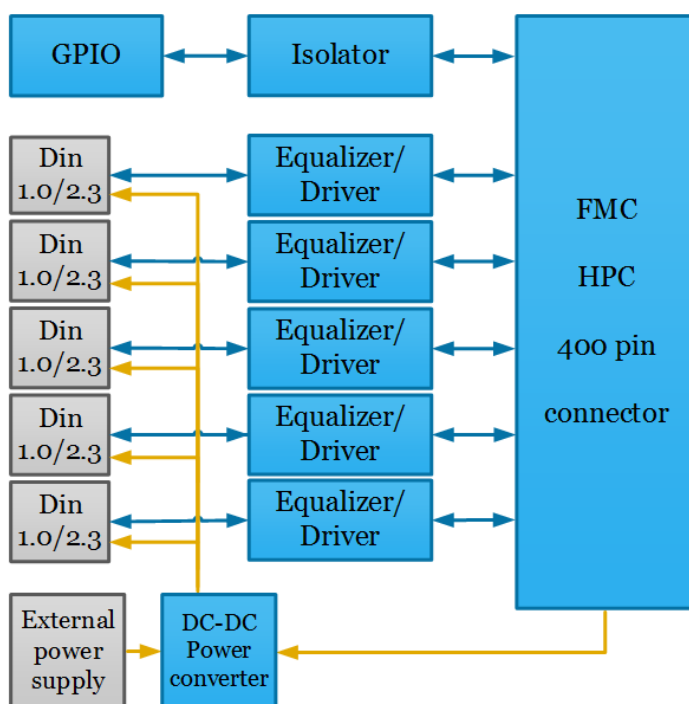 GPIO
Isolator
Din
1.0/2.3
Equalizer/
Driver
Din
1.0/2.3
Equalizer/
Driver
Din
1.0/2.3
Equalizer/
Driver
Din
1.0/2.3
Equalizer/
Driver
Din
1.0/2.3
Equalizer/
Driver
FMC
HPC
400 pin
connector
External
power
supply
DC-DC
Power
converter